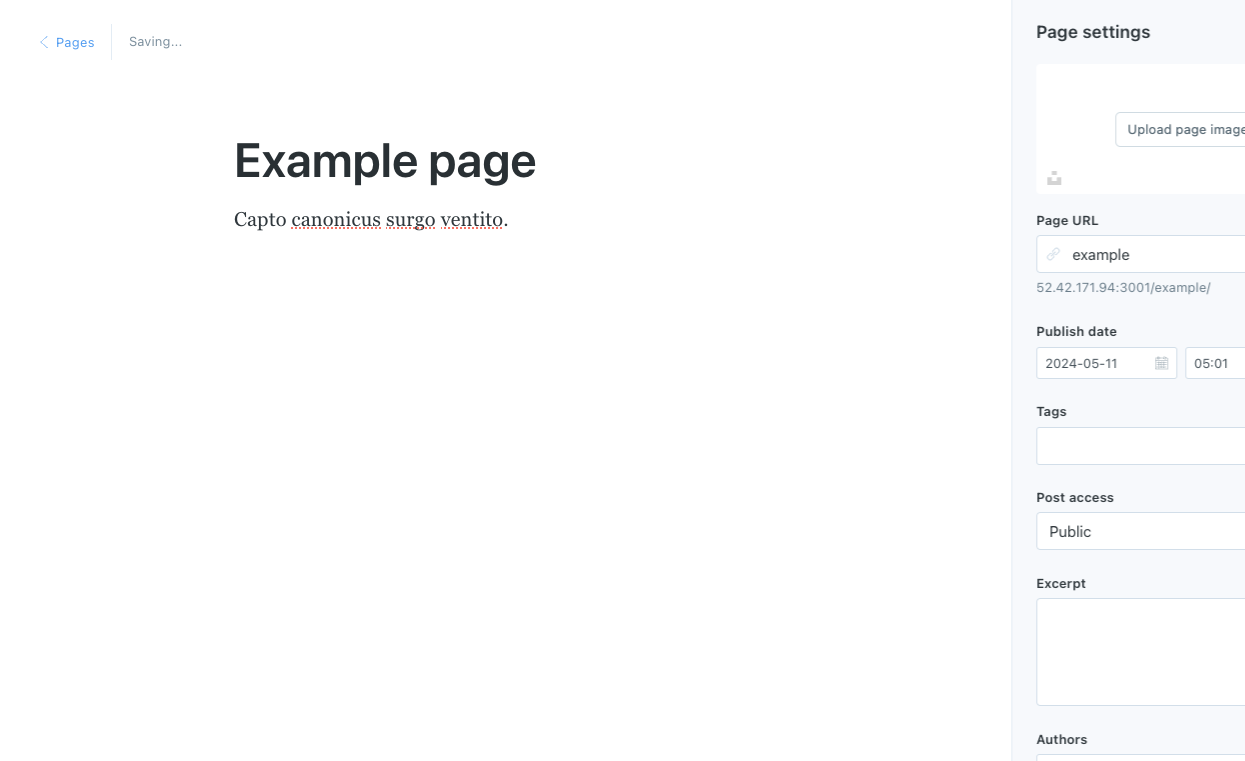 Pages
Saving...
Example page
Capto canonicus surgo ventito.
Page settings
Upload page image
Page URL
example
52.42.171.94:3001/example/
Publish date
2024-05-11
05:01
Tags
Post access
Public
Excerpt
Authors